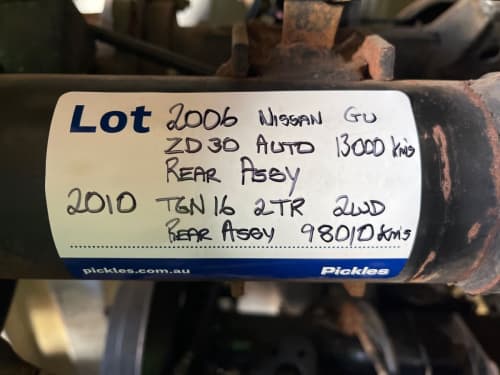 Lot 2006 NISSAN GU
ZD30 AUTO 13000 Kms
REAR ASSY
2010 TGN16 2TR 2WD
REAR ASSY 98010 Kms
pickles.com.au Pickles